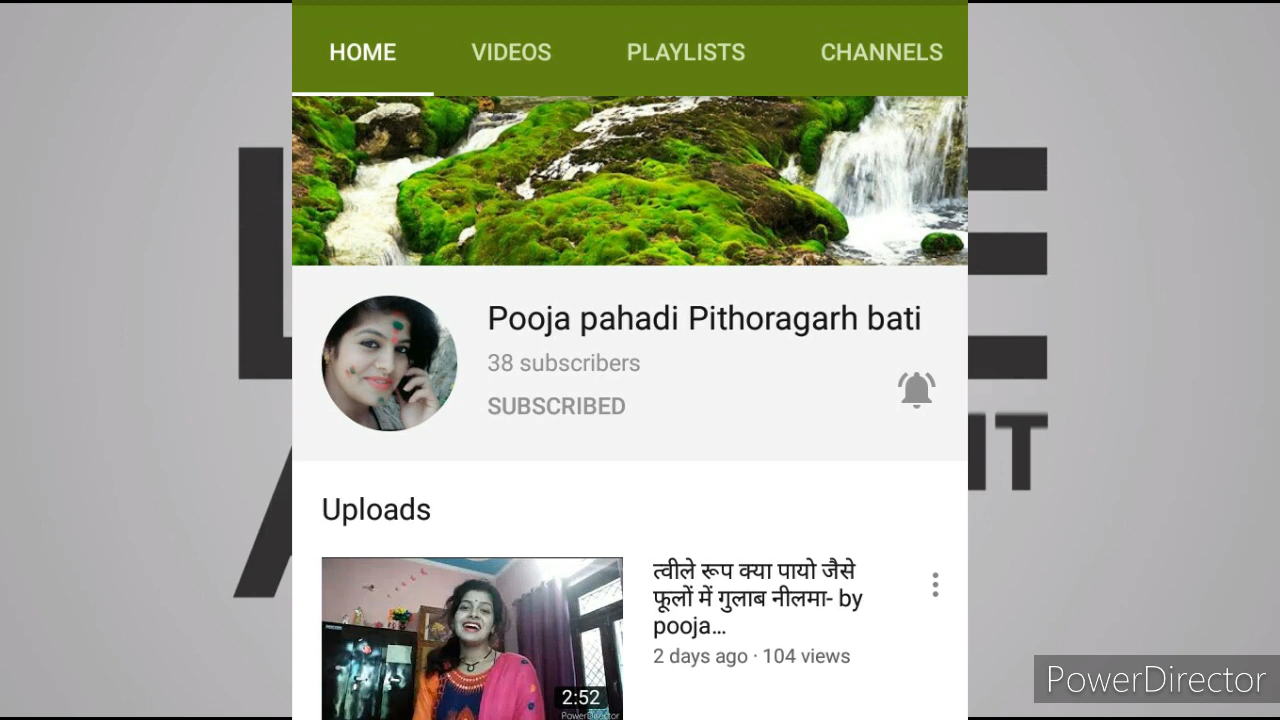 HOME VIDEOS PLAYLISTS CHANNELS
Pooja pahadi Pithoragarh bati
38 subscribers
SUBSCRIBED
Uploads
त्वीले रूप क्या पायो जैसे
फूलों में गुलाब नीलमा- by
pooja...
2 days ago · 104 views
2:52
PowerDirector
PowerDirector